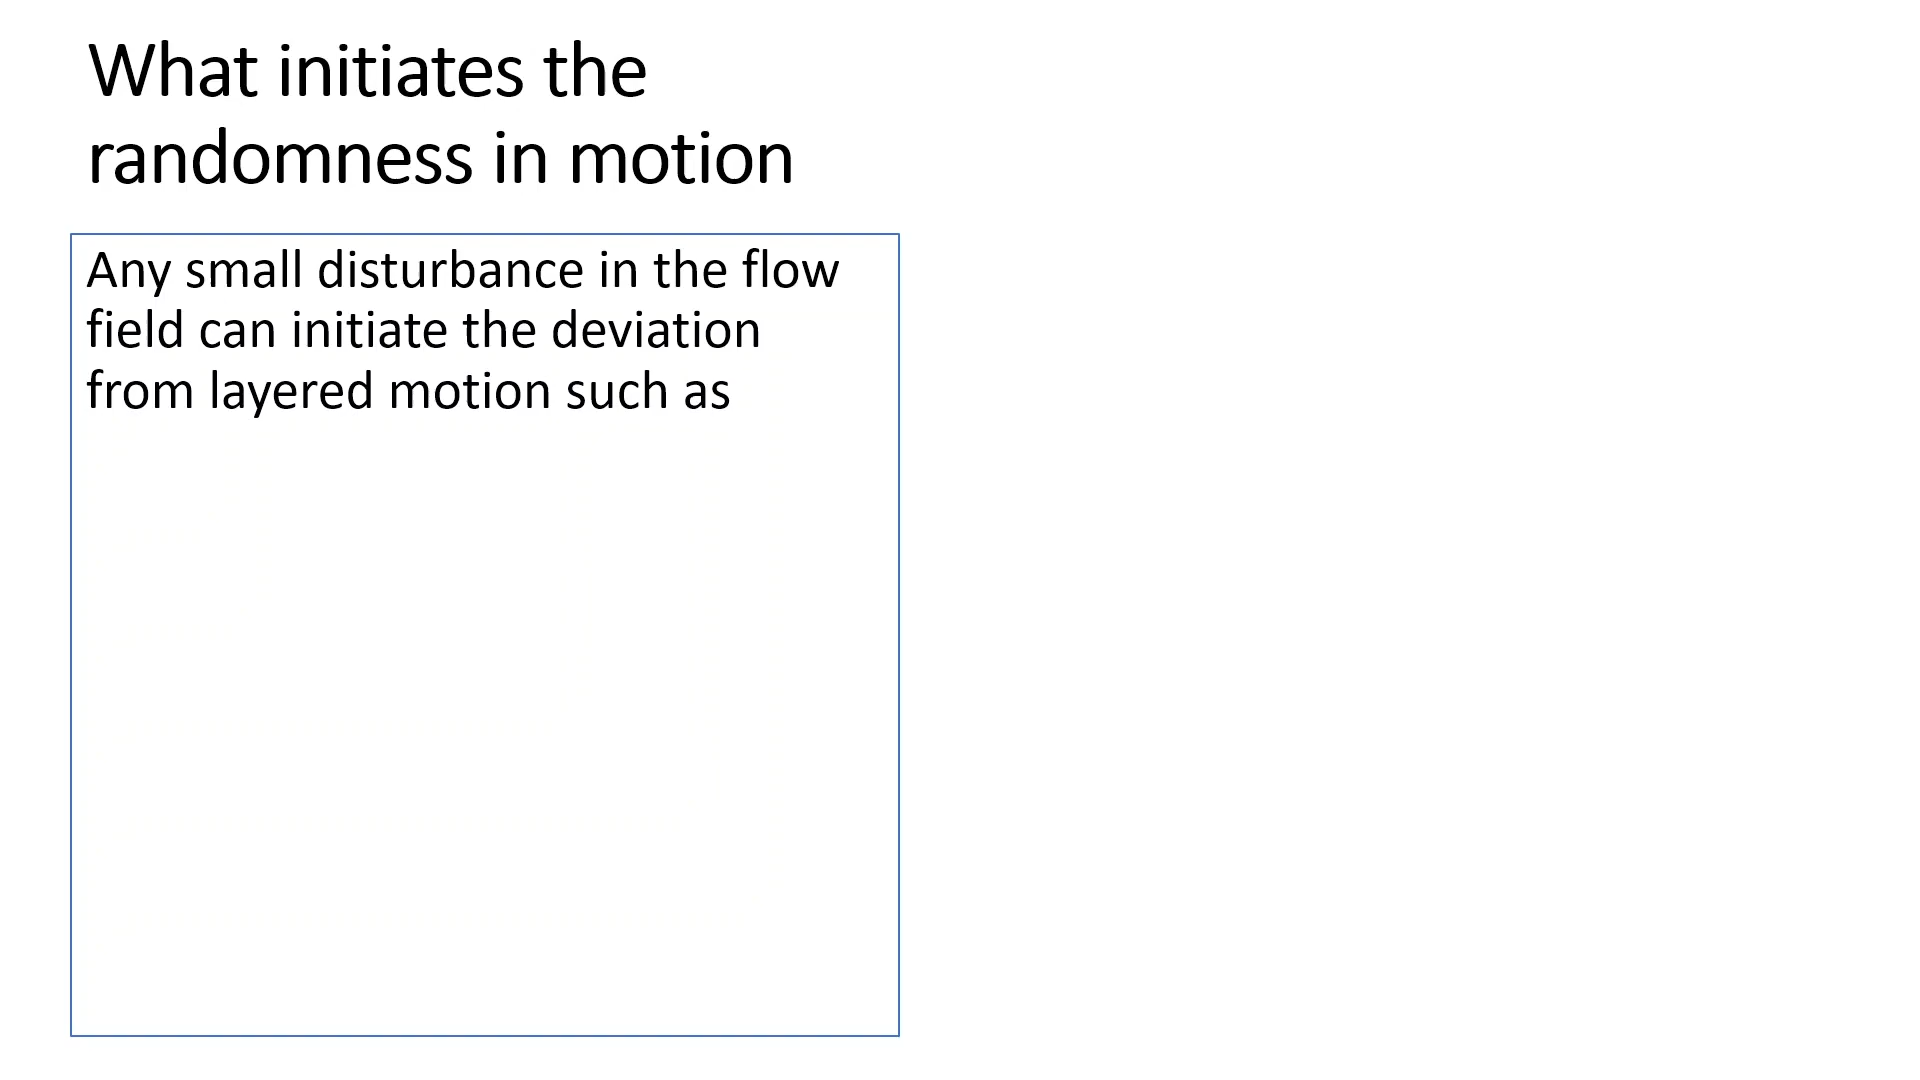 What initiates the
randomness in motion
Any small disturbance in the flow
field can initiate the deviation
from layered motion such as